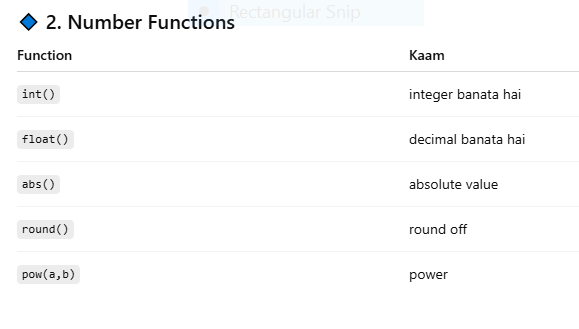 Rectangular Snip
2. Number Functions
Function Kaam
int() integer banata hai
float() decimal banata hai
abs() absolute value
round() round off
pow(a,b) power